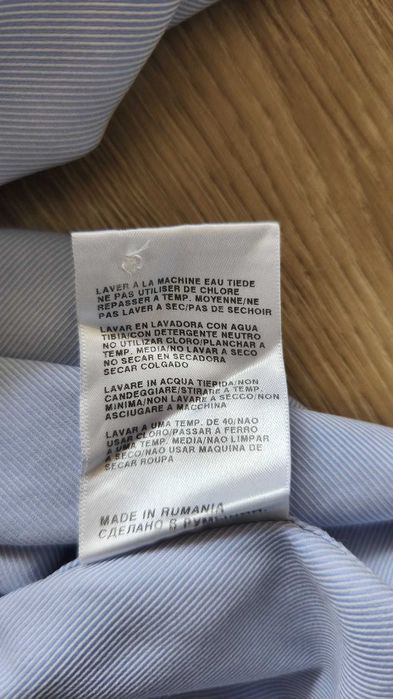 LAVER A LA MACHINE EAU TIEDE
NE PAS UTILISER DE CHLORE
REPASSER A TEMP. MOYENNE/NE
PAS LAVER A SEC/PAS DE SECHOIR
LAVAR EN LAVADORA CON AGUA
TIBIA/CON DETERGENTE NEUTRO
NO UTILIZAR CLORO/PLANCHAR A
TEMP. MEDIA/NO LAVAR A SECO
NO SECAR EN SECADORA
SECAR COLGADO
LAVARE IN ACQUA TIEPIDA/NON
CANDEGGIARE/STIRARE A TEMP.
MINIMA/NON LAVARE A SECCO/NON
ASCIUGARE A MACCHINA
LAVAR A UMA TEMP. DE 40/NAO
USAR CLORO/PASSAR A FERRO
A UMA TEMP. MEDIA/NAO LIMPAR
A SECO/NAO USAR MAQUINA DE
SECAR ROUPA
MADE IN RUMANIA
СДЕЛАНО В